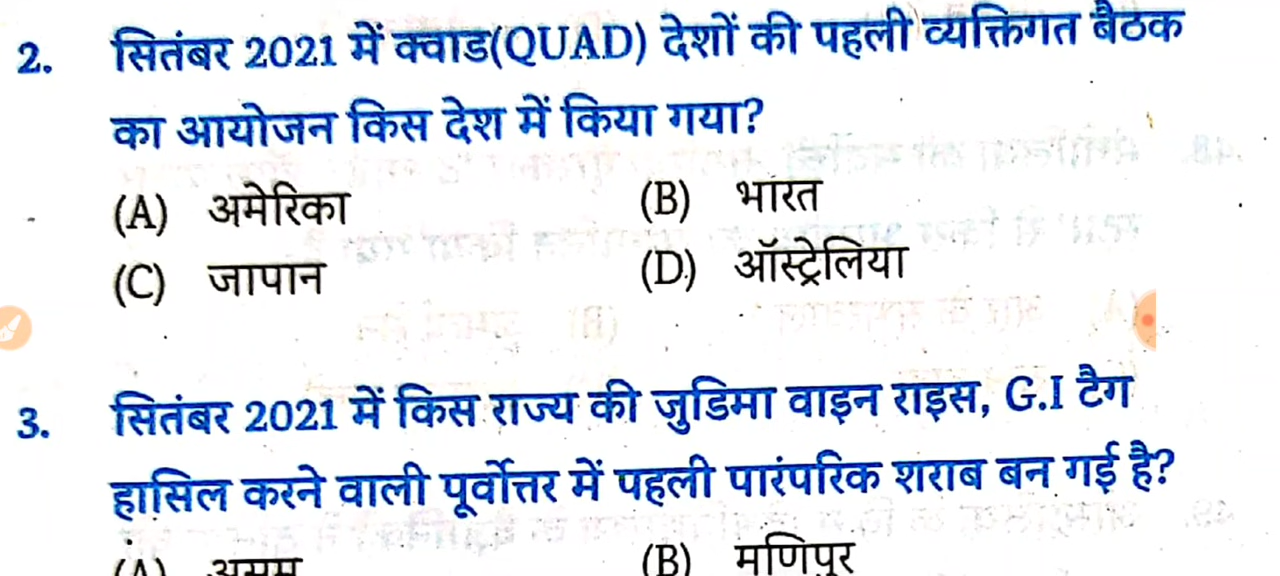 2. सितंबर 2021 में क्वाड(QUAD) देशों की पहली व्यक्तिगत बैठक
का आयोजन किस देश में किया गया?
(A) अमेरिका (B) भारत
(C) जापान (D) ऑस्ट्रेलिया
3. सितंबर 2021 में किस राज्य की जुडिमा वाइन राइस, G.I टैग
हासिल करने वाली पूर्वोत्तर में पहली पारंपरिक शराब बन गई है?
(A) असम (B) मणिपुर